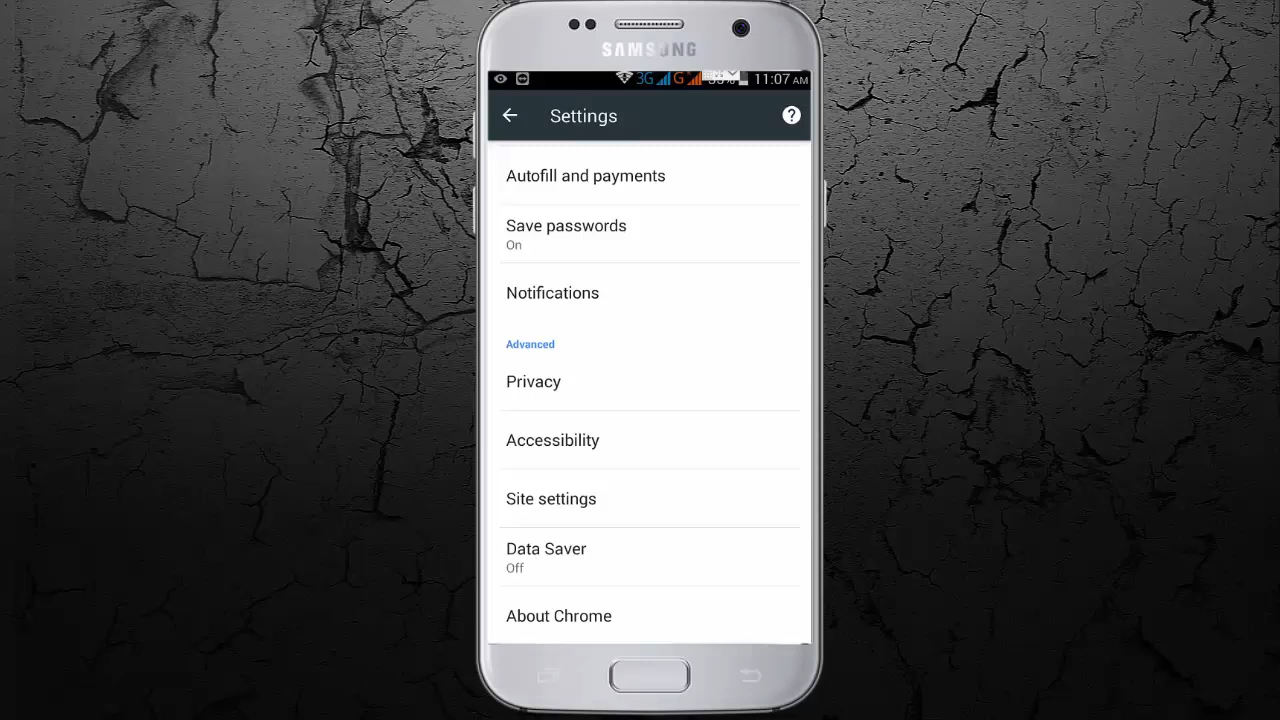 SAMSUNG
3G G 11:07 AM
Settings ?
Autofill and payments
Save passwords
On
Notifications
Advanced
Privacy
Accessibility
Site settings
Data Saver
Off
About Chrome